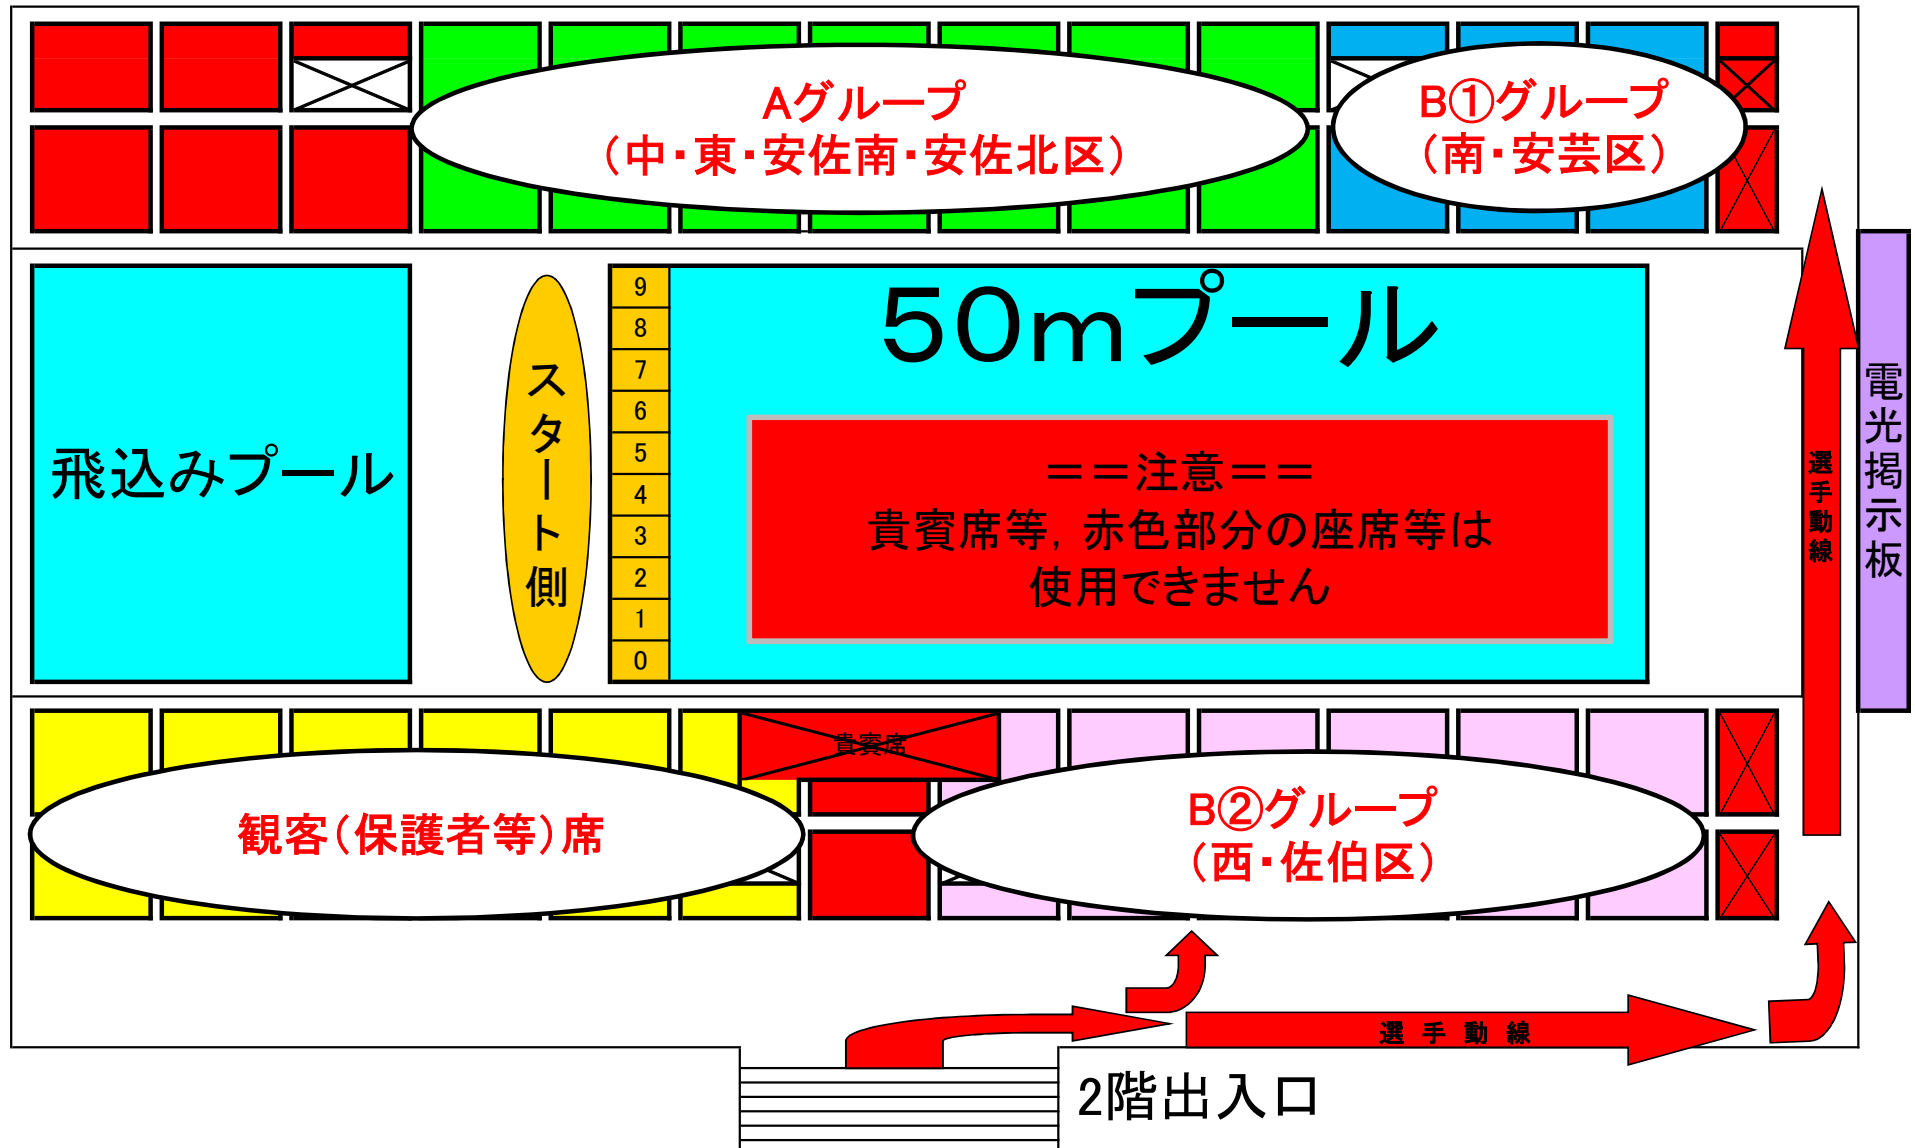 Aグループ
（中・東・安佐南・安佐北区）
B①グループ
（南・安芸区）
飛込みプール
スタート側
9
8
7
6
5
4
3
2
1
0
50mプール
＝＝注意＝＝
貴賓席等，赤色部分の座席等は
使用できません
選手動線
電光掲示板
貴賓席
観客（保護者等）席
B②グループ
（西・佐伯区）
選手動線
2階出入口